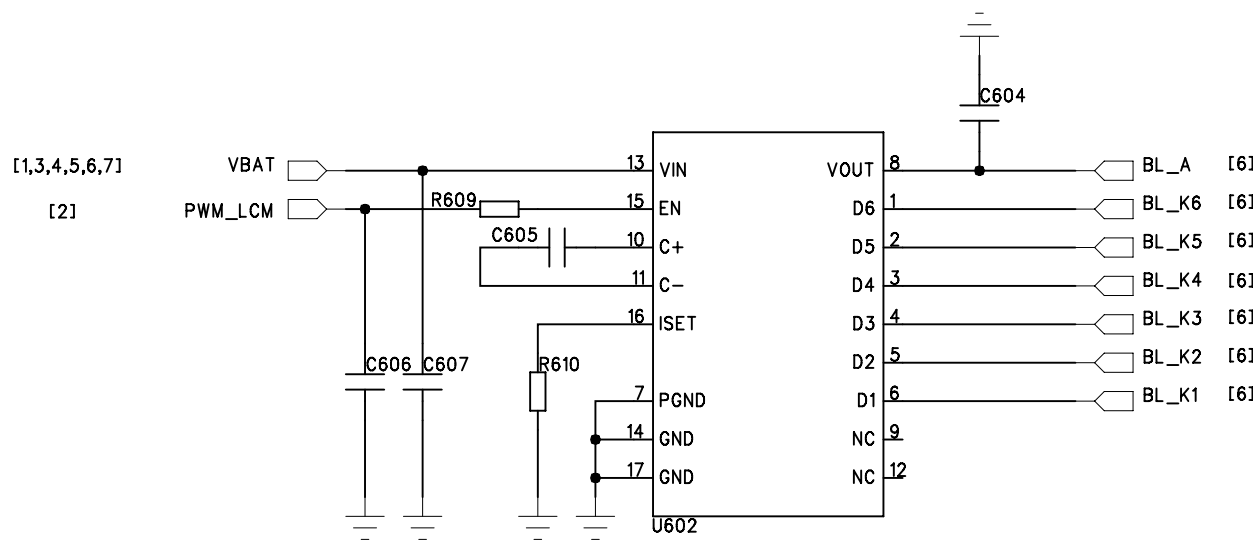 C604
[1,3,4,5,6,7] VBAT 13 VIN VOUT 8 BL_A [6]
[2] PWM_LCM R609 15 EN D6 1 BL_K6 [6]
C605 10 C+ D5 2 BL_K5 [6]
11 C- D4 3 BL_K4 [6]
16 ISET D3 4 BL_K3 [6]
C606 C607 R610 D2 5 BL_K2 [6]
7 PGND D1 6 BL_K1 [6]
14 GND NC 9
17 GND NC 12
U602